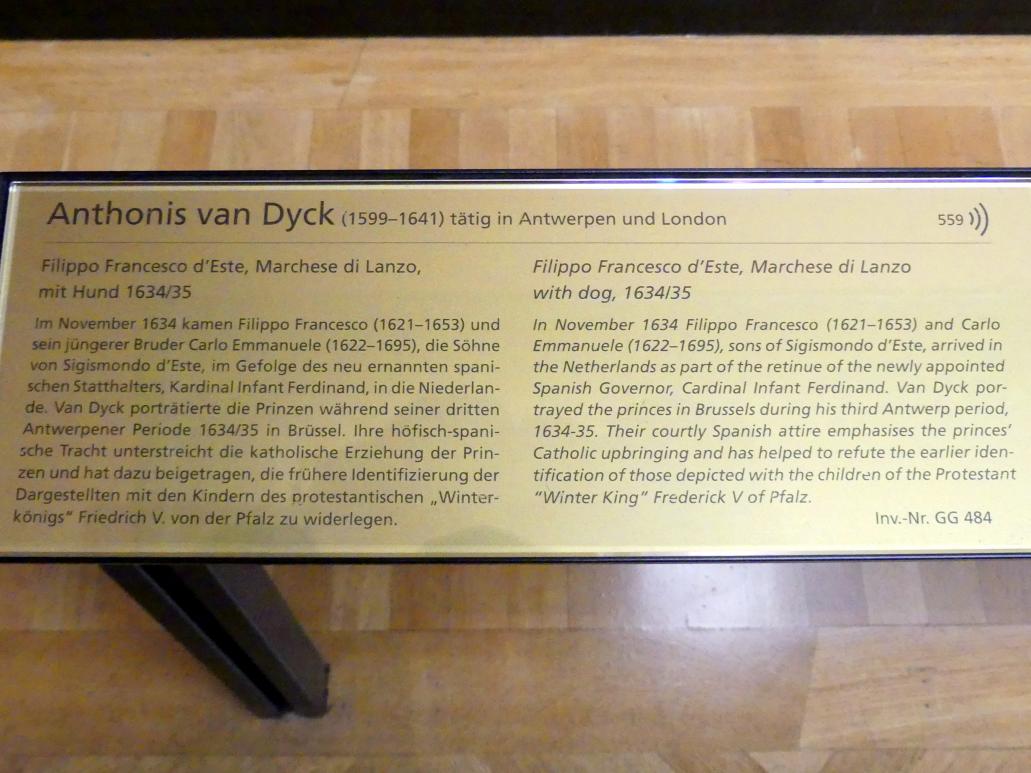 Anthonis van Dyck (1599–1641) tätig in Antwerpen und London
559
Filippo Francesco d'Este, Marchese di Lanzo,
mit Hund 1634/35
Im November 1634 kamen Filippo Francesco (1621–1653) und
sein jüngerer Bruder Carlo Emmanuele (1622–1695), die Söhne
von Sigismondo d'Este, im Gefolge des neu ernannten spani-
schen Statthalters, Kardinal Infant Ferdinand, in die Niederlan-
de. Van Dyck porträtierte die Prinzen während seiner dritten
Antwerpener Periode 1634/35 in Brüssel. Ihre höfisch-spani-
sche Tracht unterstreicht die katholische Erziehung der Prin-
zen und hat dazu beigetragen, die frühere Identifizierung der
Dargestellten mit den Kindern des protestantischen „Winter-
königs" Friedrich V. von der Pfalz zu widerlegen.
Filippo Francesco d'Este, Marchese di Lanzo
with dog, 1634/35
In November 1634 Filippo Francesco (1621–1653) and Carlo
Emmanuele (1622–1695), sons of Sigismondo d'Este, arrived in
the Netherlands as part of the retinue of the newly appointed
Spanish Governor, Cardinal Infant Ferdinand. Van Dyck por-
trayed the princes in Brussels during his third Antwerp period,
1634-35. Their courtly Spanish attire emphasises the princes'
Catholic upbringing and has helped to refute the earlier iden-
tification of those depicted with the children of the Protestant
"Winter King" Frederick V of Pfalz.
Inv.-Nr. GG 484